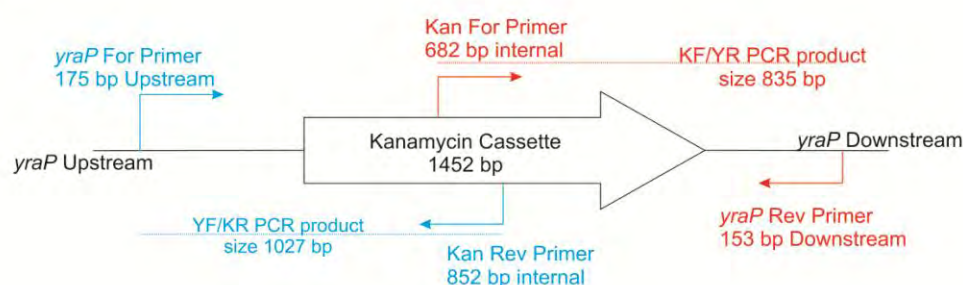 yraP For Primer
175 bp Upstream
Kan For Primer
682 bp internal
KF/YR PCR product
size 835 bp
yraP Upstream
Kanamycin Cassette
1452 bp
yraP Downstream
YF/KR PCR product
size 1027 bp
Kan Rev Primer
852 bp internal
yraP Rev Primer
153 bp Downstream